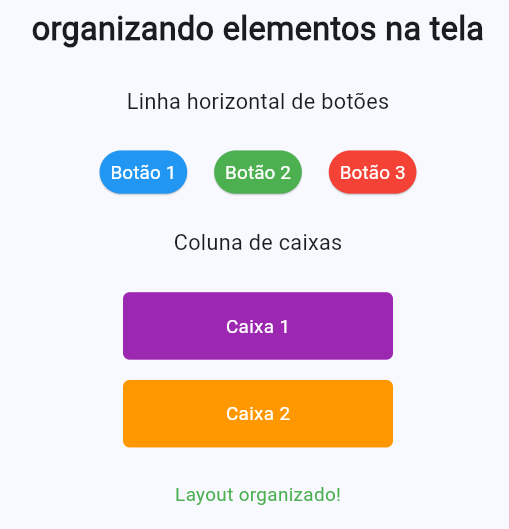 organizando elementos na tela
Linha horizontal de botões
Botão 1 Botão 2 Botão 3
Coluna de caixas
Caixa 1
Caixa 2
Layout organizado!